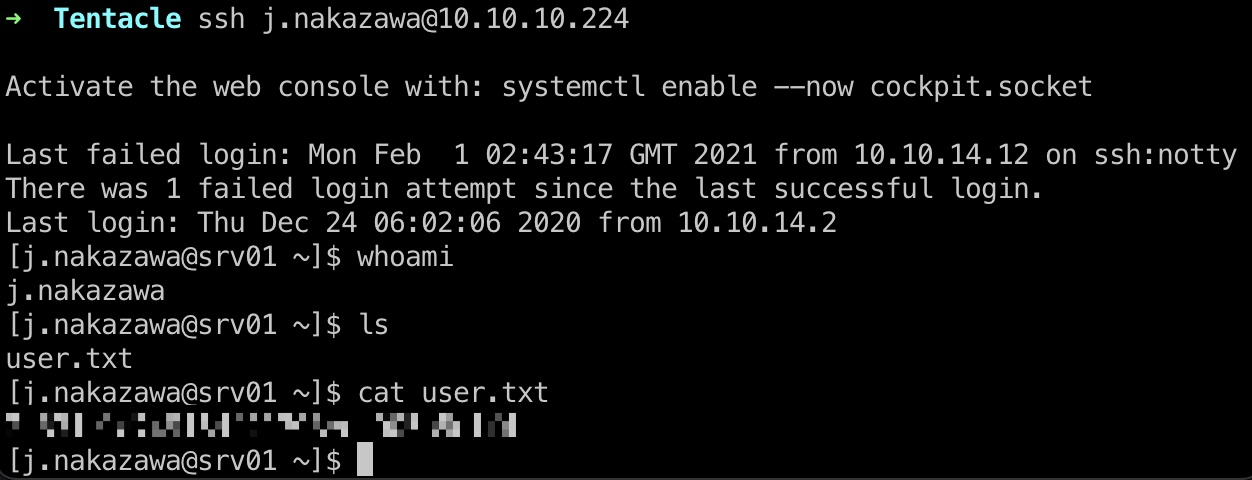 → Tentacle ssh j.nakazawa@10.10.10.224
Activate the web console with: systemctl enable --now cockpit.socket
Last failed login: Mon Feb  1 02:43:17 GMT 2021 from 10.10.14.12 on ssh:notty
There was 1 failed login attempt since the last successful login.
Last login: Thu Dec 24 06:02:06 2020 from 10.10.14.2
[j.nakazawa@srv01 ~]$ whoami
j.nakazawa
[j.nakazawa@srv01 ~]$ ls
user.txt
[j.nakazawa@srv01 ~]$ cat user.txt
[j.nakazawa@srv01 ~]$